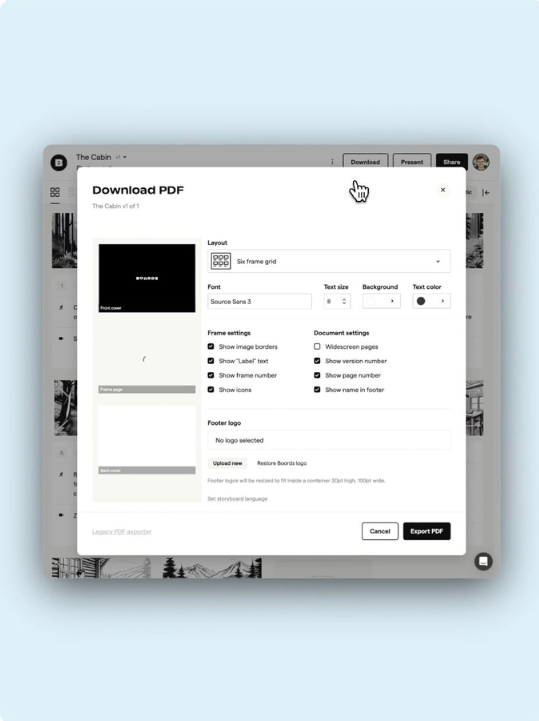 The Cabin v1
Download
Present
Share
Download PDF
The Cabin v1 of 1
BOARDS
Front cover
Frame page
Back cover
Layout
Six frame grid
Font
Text size
Background
Text color
Source Sans 3
8
Frame settings
Document settings
Show image borders
Widescreen pages
Show "Label" text
Show version number
Show frame number
Show page number
Show icons
Show name in footer
Footer logo
No logo selected
Upload new
Restore Boords logo
Footer logos will be resized to fit inside a container 30pt high, 100pt wide.
Set storyboard language
Legacy PDF exporter
Cancel
Export PDF